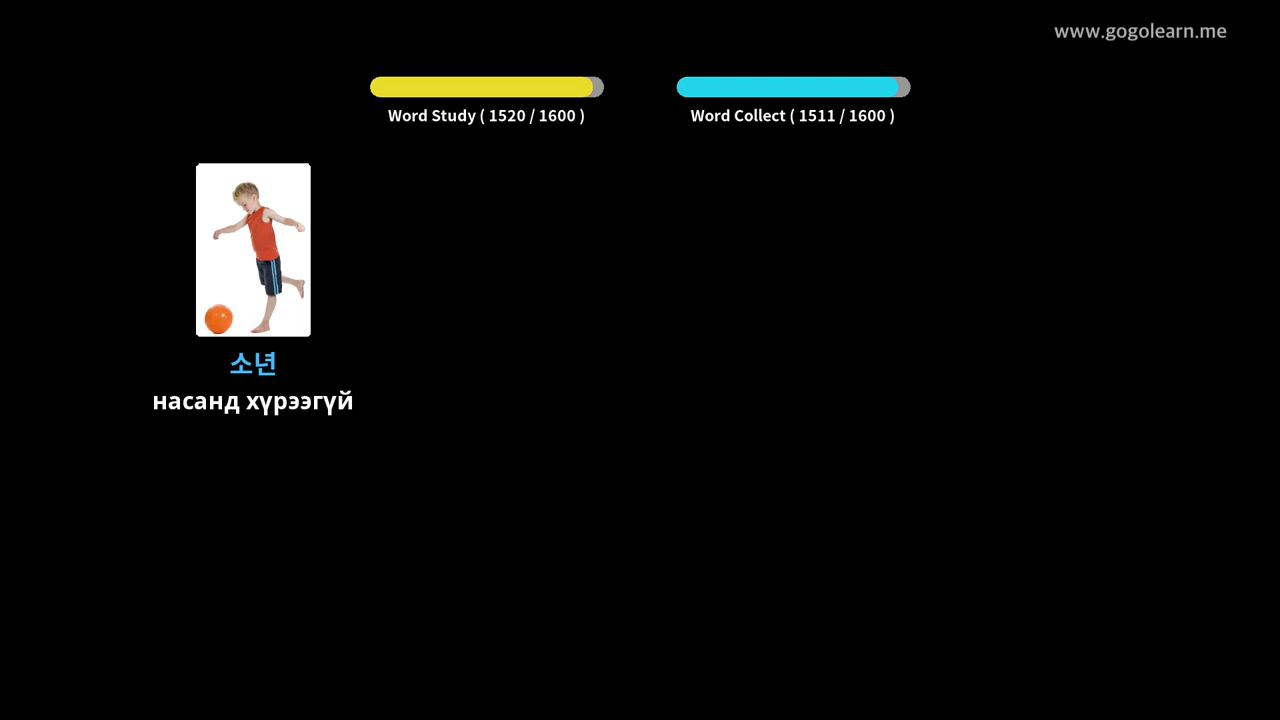 www.gogolearn.me
Word Study ( 1520 / 1600 )
Word Collect ( 1511 / 1600 )
소년
насанд хүрээгүй